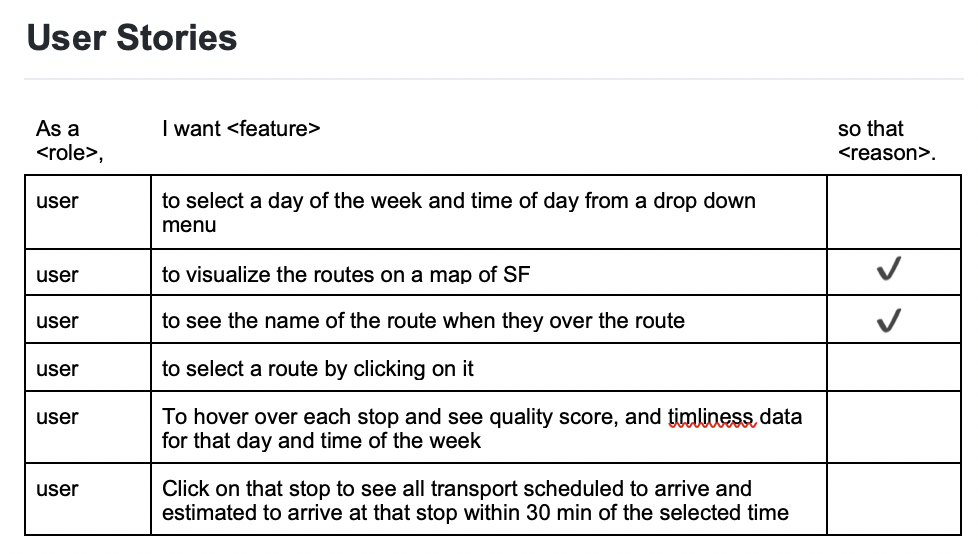 User Stories
As a I want <feature> so that
<role>, <reason>.
user to select a day of the week and time of day from a drop down
menu
user to visualize the routes on a map of SF ✔
user to see the name of the route when they over the route ✔
user to select a route by clicking on it
user To hover over each stop and see quality score, and timliness data
for that day and time of the week
user Click on that stop to see all transport scheduled to arrive and
estimated to arrive at that stop within 30 min of the selected time